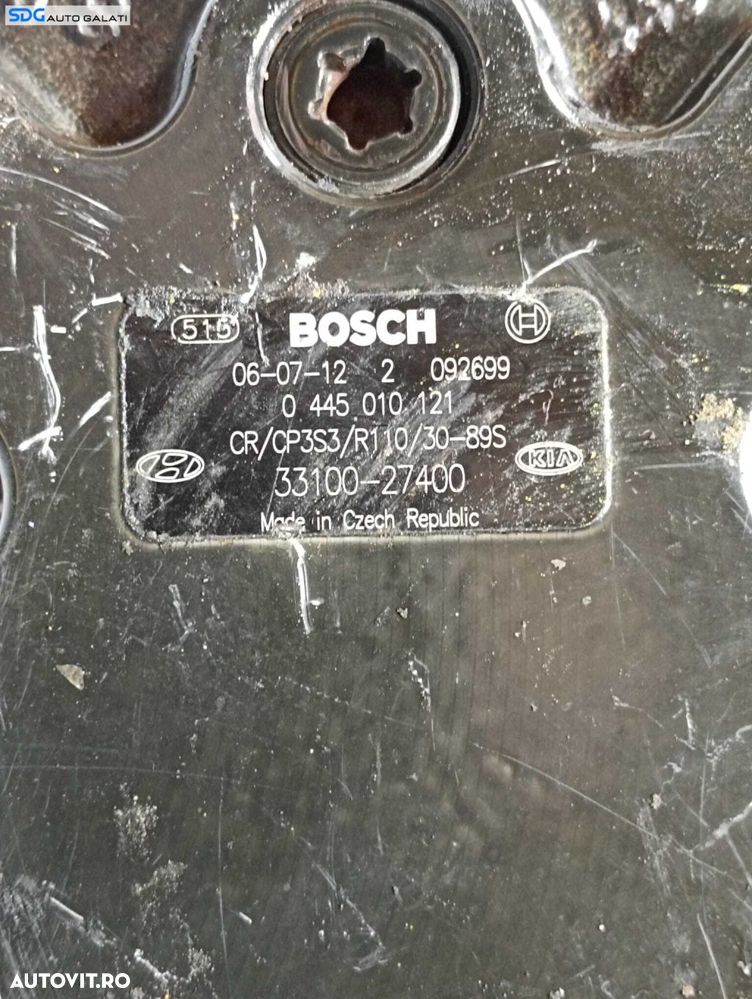 SDG AUTO GALATI
515 BOSCH
06-07-12 2 092699
0 445 010 121
CR/CP3S3/R110/30-89S
KIA
33100-27400
Made in Czech Republic
AUTOVIT.RO